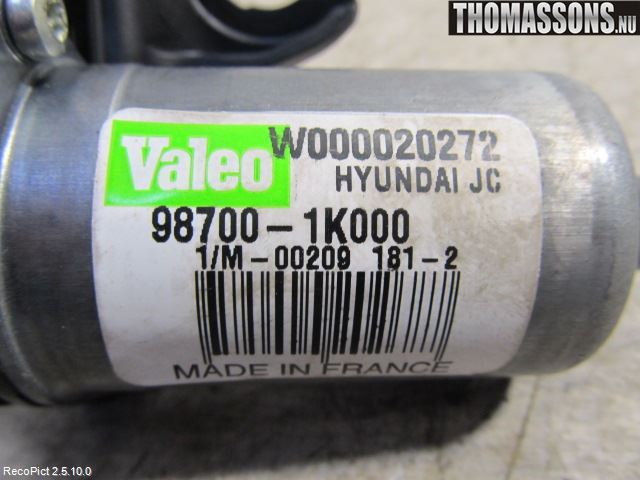 THOMASSONS.NU
Valeo W000020272
HYUNDAI JC
98700-1K000
1/M-00209 181-2
MADE IN FRANCE
RecoPict 2.5.10.0